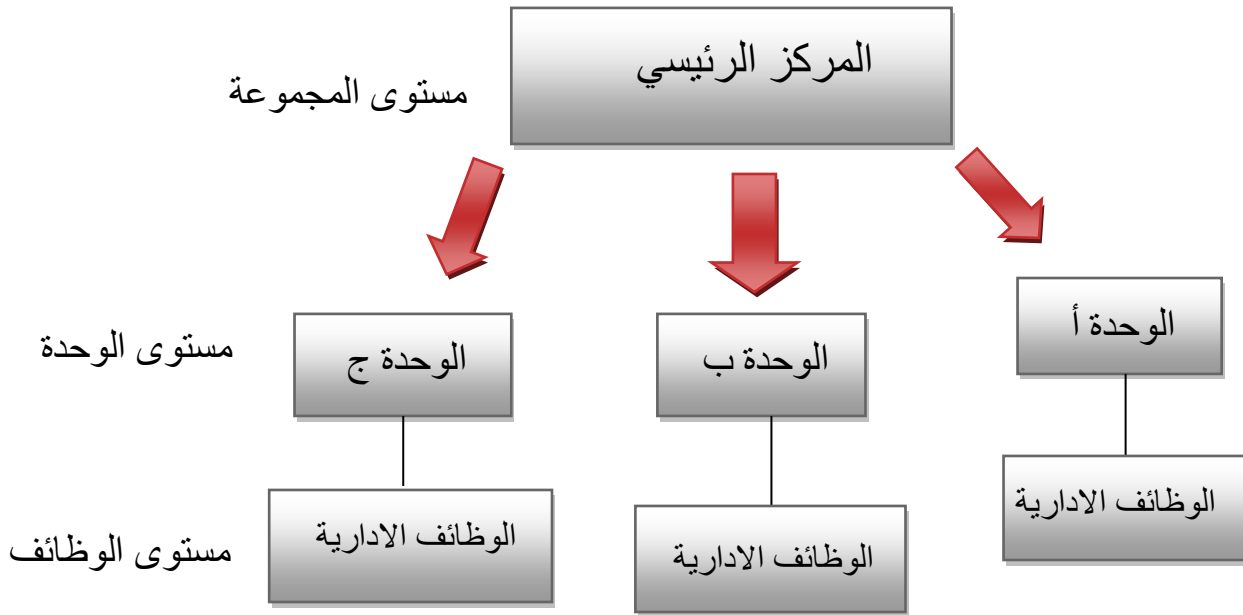 المركز الرئيسي
مستوى المجموعة
الوحدة أ
الوحدة ب
الوحدة ج
مستوى الوحدة
الوظائف الادارية
الوظائف الادارية
الوظائف الادارية
مستوى الوظائف